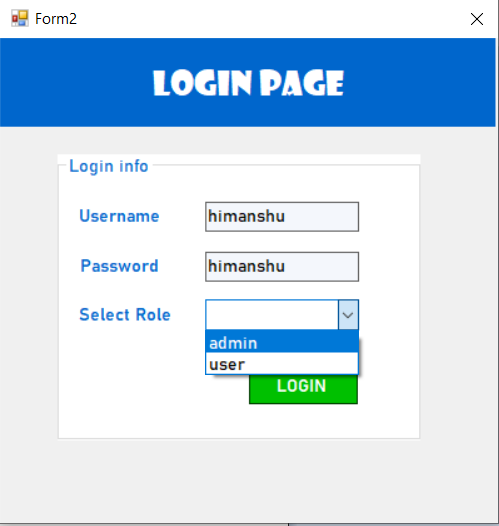 Form2
LOGIN PAGE
Login info
Username himanshu
Password himanshu
Select Role
admin
user
LOGIN